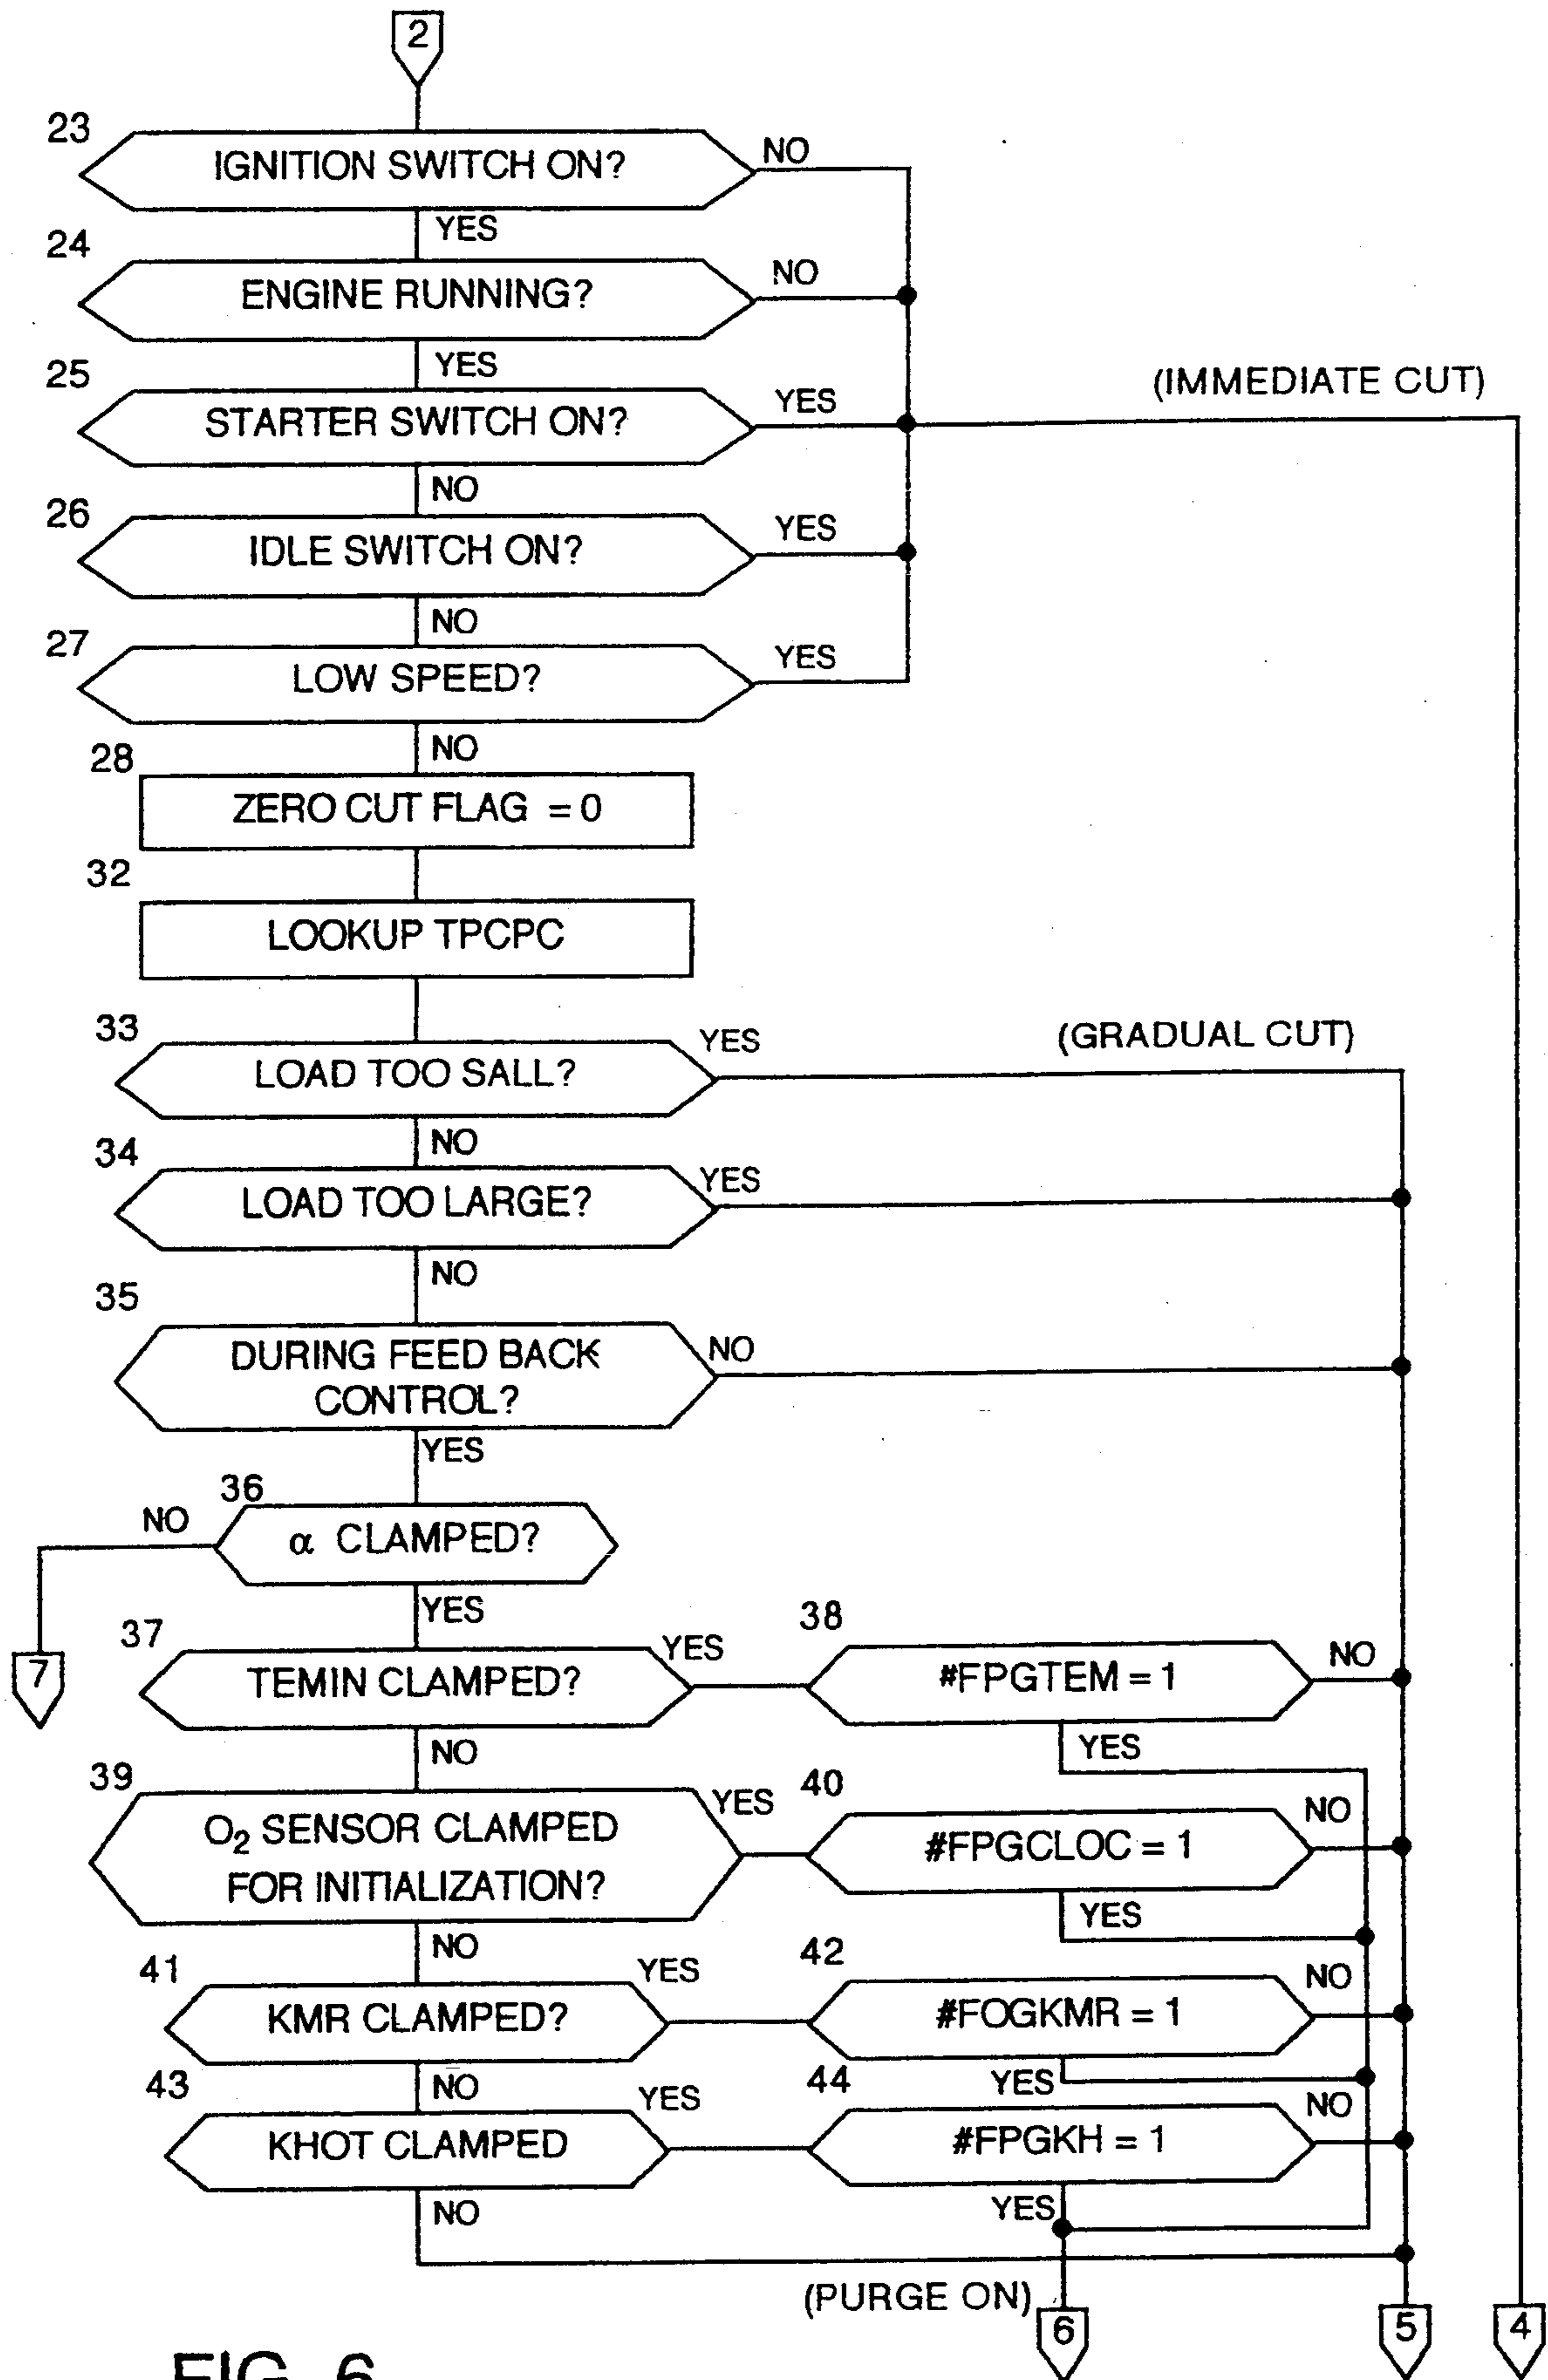 2
23
IGNITION SWITCH ON?
NO
YES
24
ENGINE RUNNING?
NO
YES
25
STARTER SWITCH ON?
YES
(IMMEDIATE CUT)
NO
26
IDLE SWITCH ON?
YES
NO
27
LOW SPEED?
YES
NO
28
ZERO CUT FLAG = 0
32
LOOKUP TPCPC
33
LOAD TOO SALL?
YES
(GRADUAL CUT)
NO
34
LOAD TOO LARGE?
YES
NO
35
DURING FEED BACK
CONTROL?
NO
YES
36
NO
α CLAMPED?
YES
7
37
TEMIN CLAMPED?
YES
38
#FPGTEM = 1
NO
YES
NO
39
O2 SENSOR CLAMPED
FOR INITIALIZATION?
YES
40
#FPGCLOC = 1
NO
YES
NO
41
KMR CLAMPED?
YES
42
#FOGKMR = 1
NO
YES
NO
43
KHOT CLAMPED
YES
44
#FPGKH = 1
NO
YES
NO
(PURGE ON)
6
5
4
FIG. 6